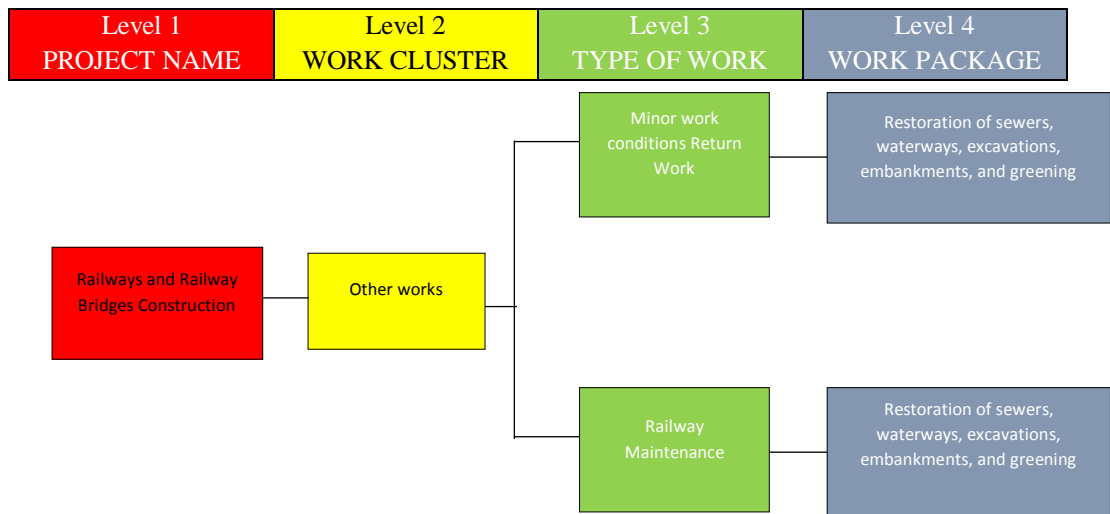 Level 1
PROJECT NAME
Level 2
WORK CLUSTER
Level 3
TYPE OF WORK
Level 4
WORK PACKAGE
Minor work
conditions Return
Work
Restoration of sewers,
waterways, excavations,
embankments, and greening
Railways and Railway
Bridges Construction
Other works
Railway
Maintenance
Restoration of sewers,
waterways, excavations,
embankments, and greening